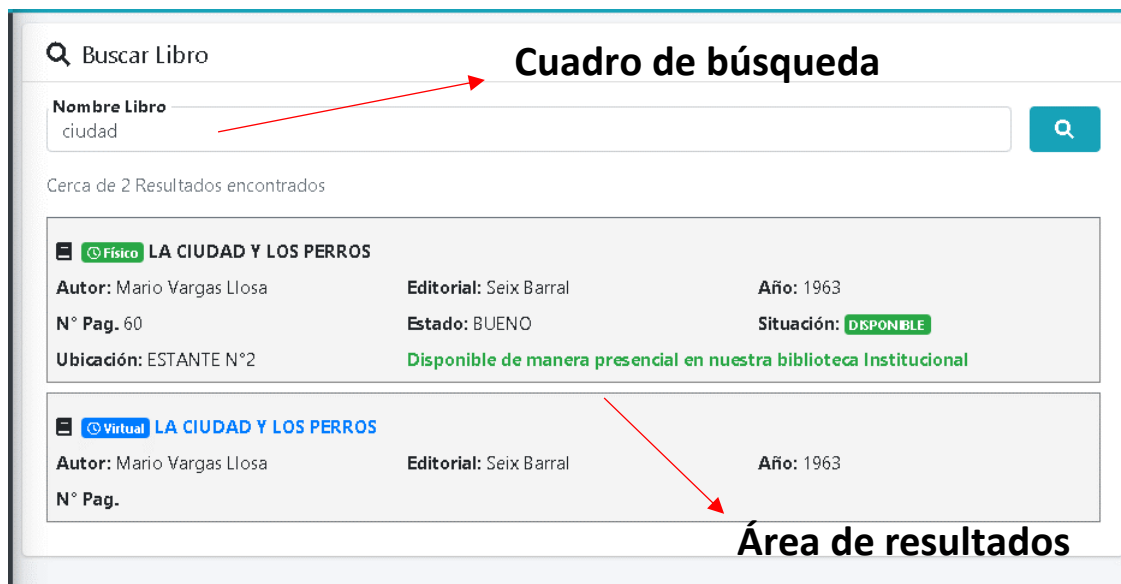 Buscar Libro
Cuadro de búsqueda
Nombre Libro
ciudad
Cerca de 2 Resultados encontrados
Físico LA CIUDAD Y LOS PERROS
Autor: Mario Vargas Llosa Editorial: Seix Barral Año: 1963
N° Pag. 60 Estado: BUENO Situación: DISPONIBLE
Ubicación: ESTANTE N°2 Disponible de manera presencial en nuestra biblioteca Institucional
Virtual LA CIUDAD Y LOS PERROS
Autor: Mario Vargas Llosa Editorial: Seix Barral Año: 1963
N° Pag.
Área de resultados